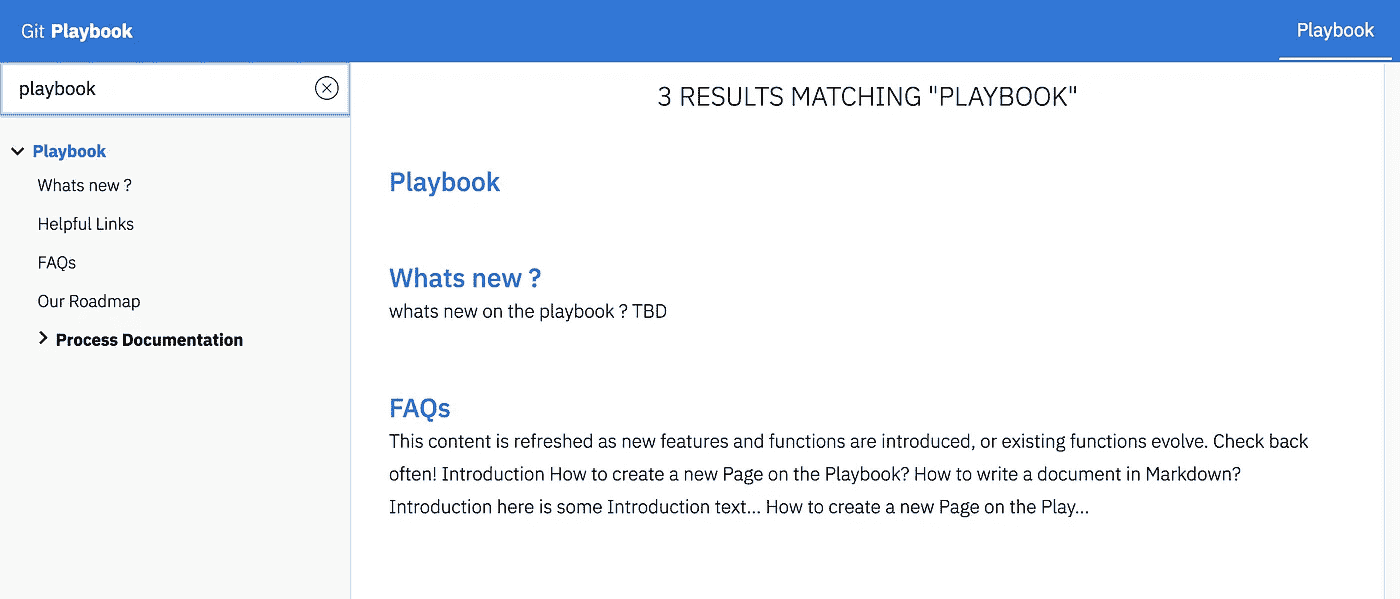 Git Playbook
Playbook
playbook
3 RESULTS MATCHING "PLAYBOOK"
Playbook
Whats new ?
Helpful Links
FAQs
Our Roadmap
Process Documentation
Playbook
Whats new ?
whats new on the playbook ? TBD
FAQs
This content is refreshed as new features and functions are introduced, or existing functions evolve. Check back
often! Introduction How to create a new Page on the Playbook? How to write a document in Markdown?
Introduction here is some Introduction text... How to create a new Page on the Play...